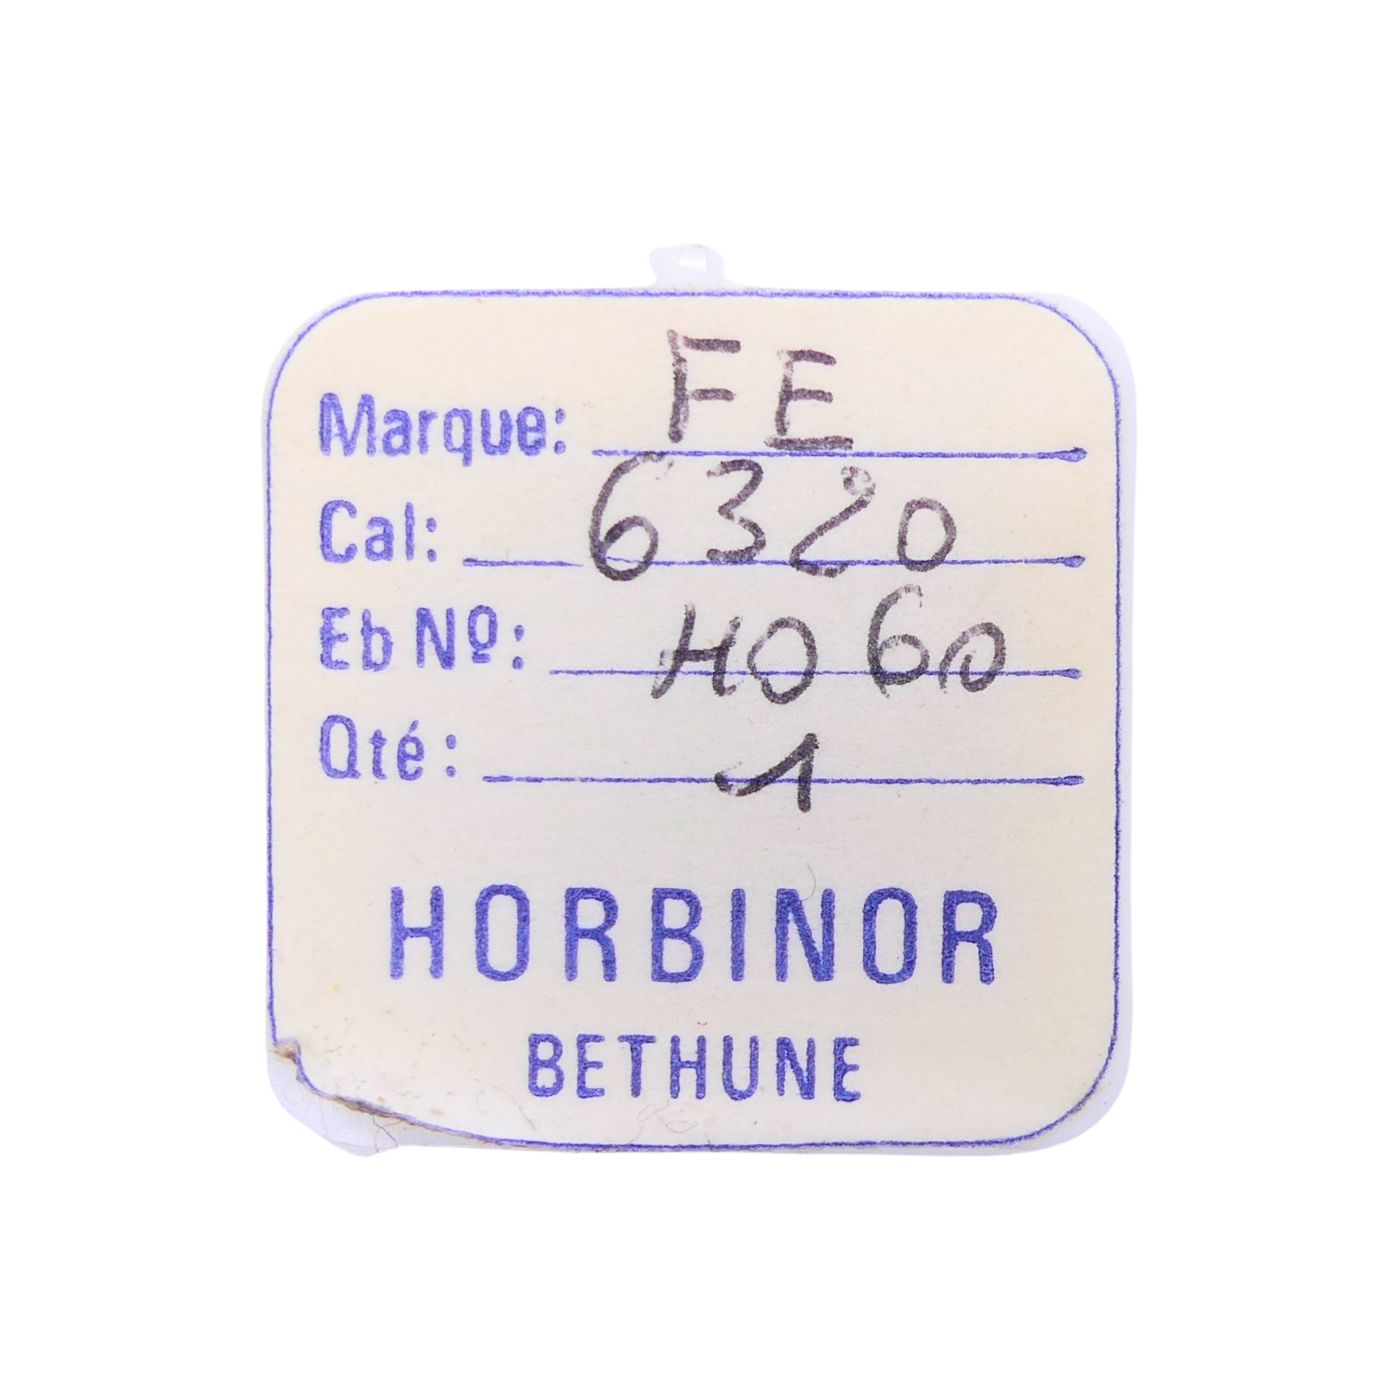 Marque: FE
Cal: 6320
Eb Nº: 4060
Qté: 1
HORBINOR
BETHUNE